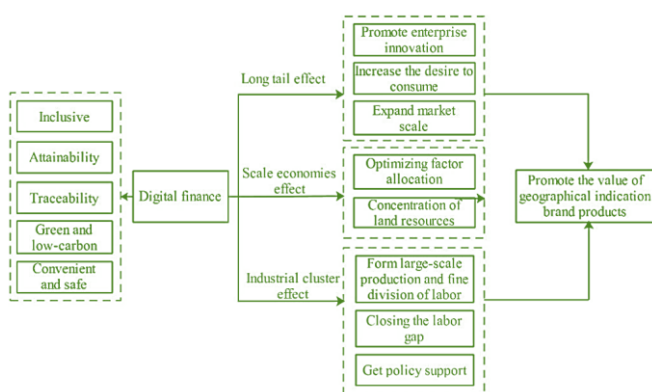 Inclusive
Attainability
Traceability
Green and
low-carbon
Convenient
and safe
Digital finance
Long tail effect
Scale economies
effect
Industrial cluster
effect
Promote enterprise
innovation
Increase the desire to
consume
Expand market
scale
Optimizing factor
allocation
Concentration of
land resources
Form large-scale
production and fine
division of labor
Closing the labor
gap
Get policy support
Promote the value of
geographical indication
brand products